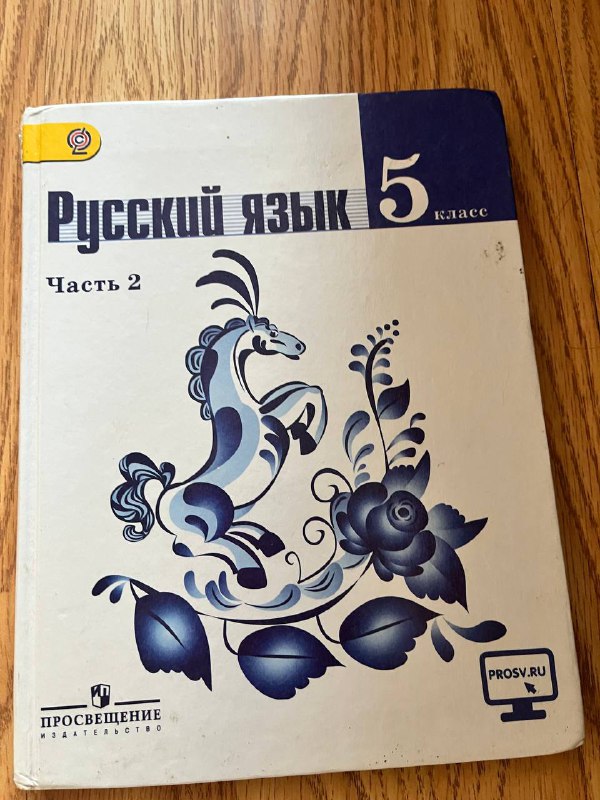 Русский язык
5
класс
Часть 2
PROSV.RU
ПРОСВЕЩЕНИЕ
ИЗДАТЕЛЬСТВО